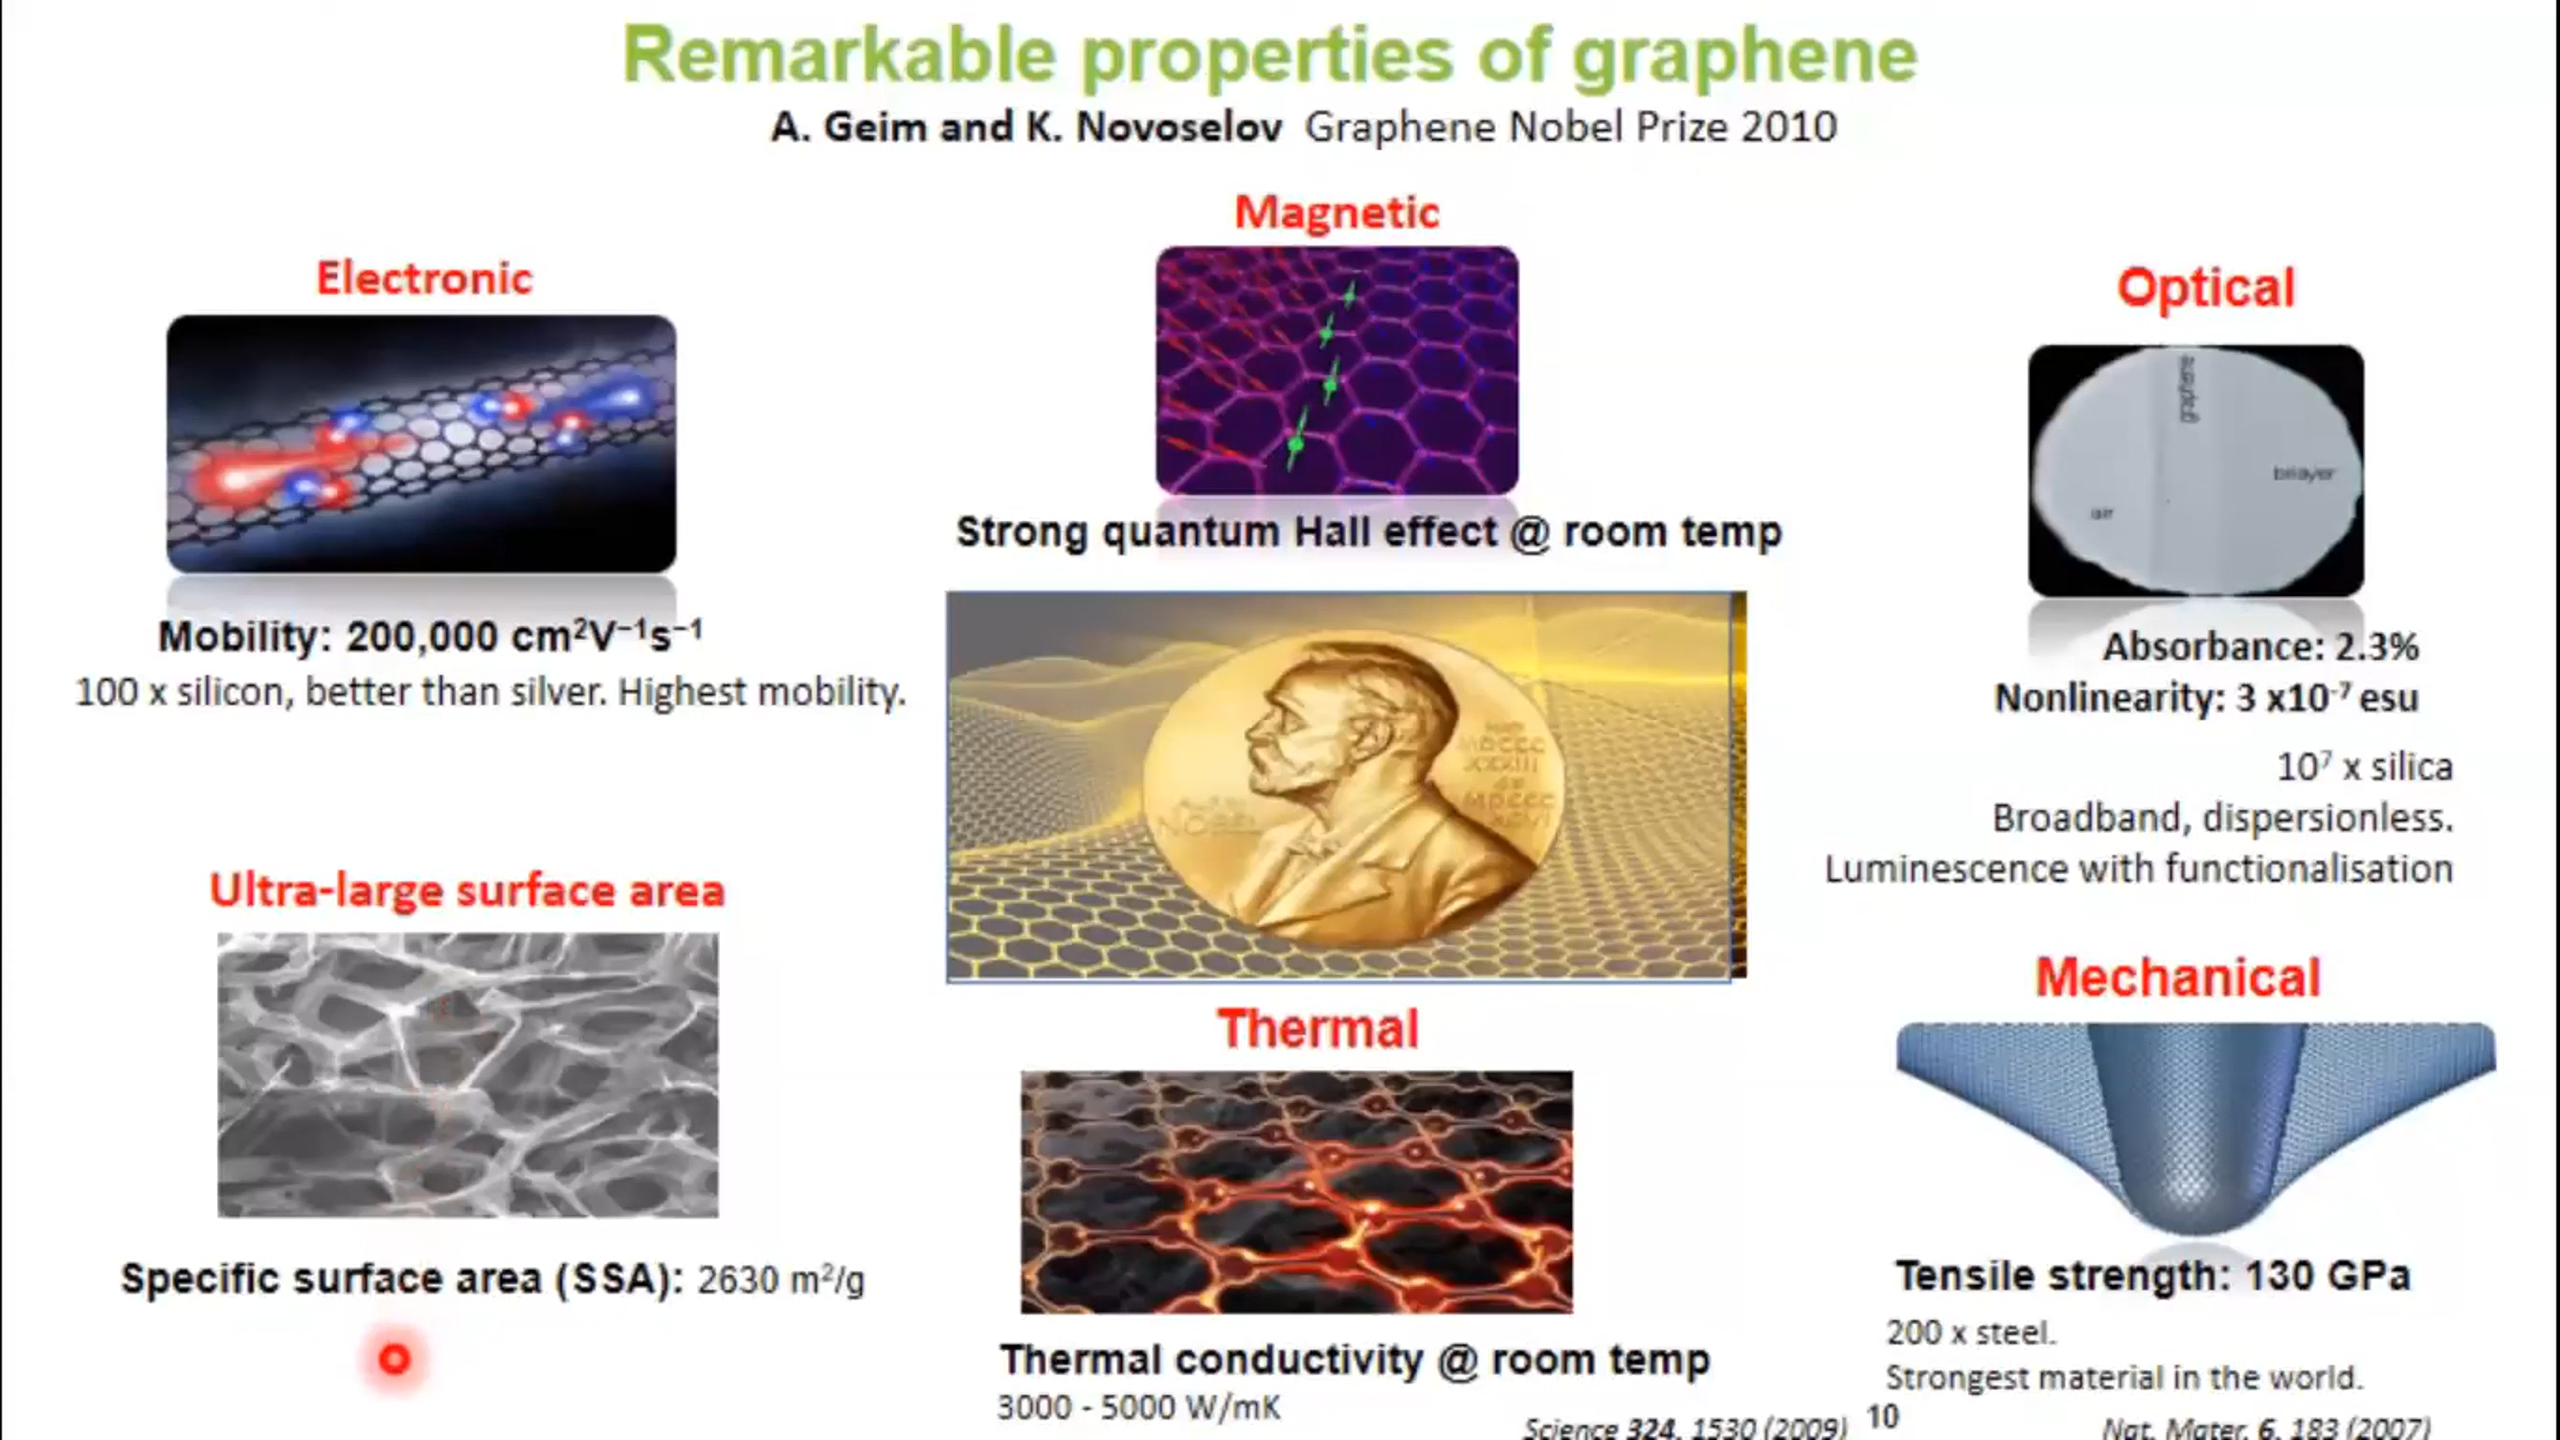 Remarkable properties of graphene
A. Geim and K. Novoselov Graphene Nobel Prize 2010
Electronic
Mobility: 200,000 cm²V⁻¹s⁻¹
100 x silicon, better than silver. Highest mobility.
Magnetic
Strong quantum Hall effect @ room temp
Optical
graphene
bilayer
air
Absorbance: 2.3%
Nonlinearity: 3 x10⁻⁷ esu
10⁷ x silica
Broadband, dispersionless.
Luminescence with functionalisation
Ultra-large surface area
Specific surface area (SSA): 2630 m²/g
Thermal
Thermal conductivity @ room temp
3000 - 5000 W/mK
Science 324, 1530 (2009)
Mechanical
Tensile strength: 130 GPa
200 x steel.
Strongest material in the world.
10
Nat. Mater. 6, 183 (2007)